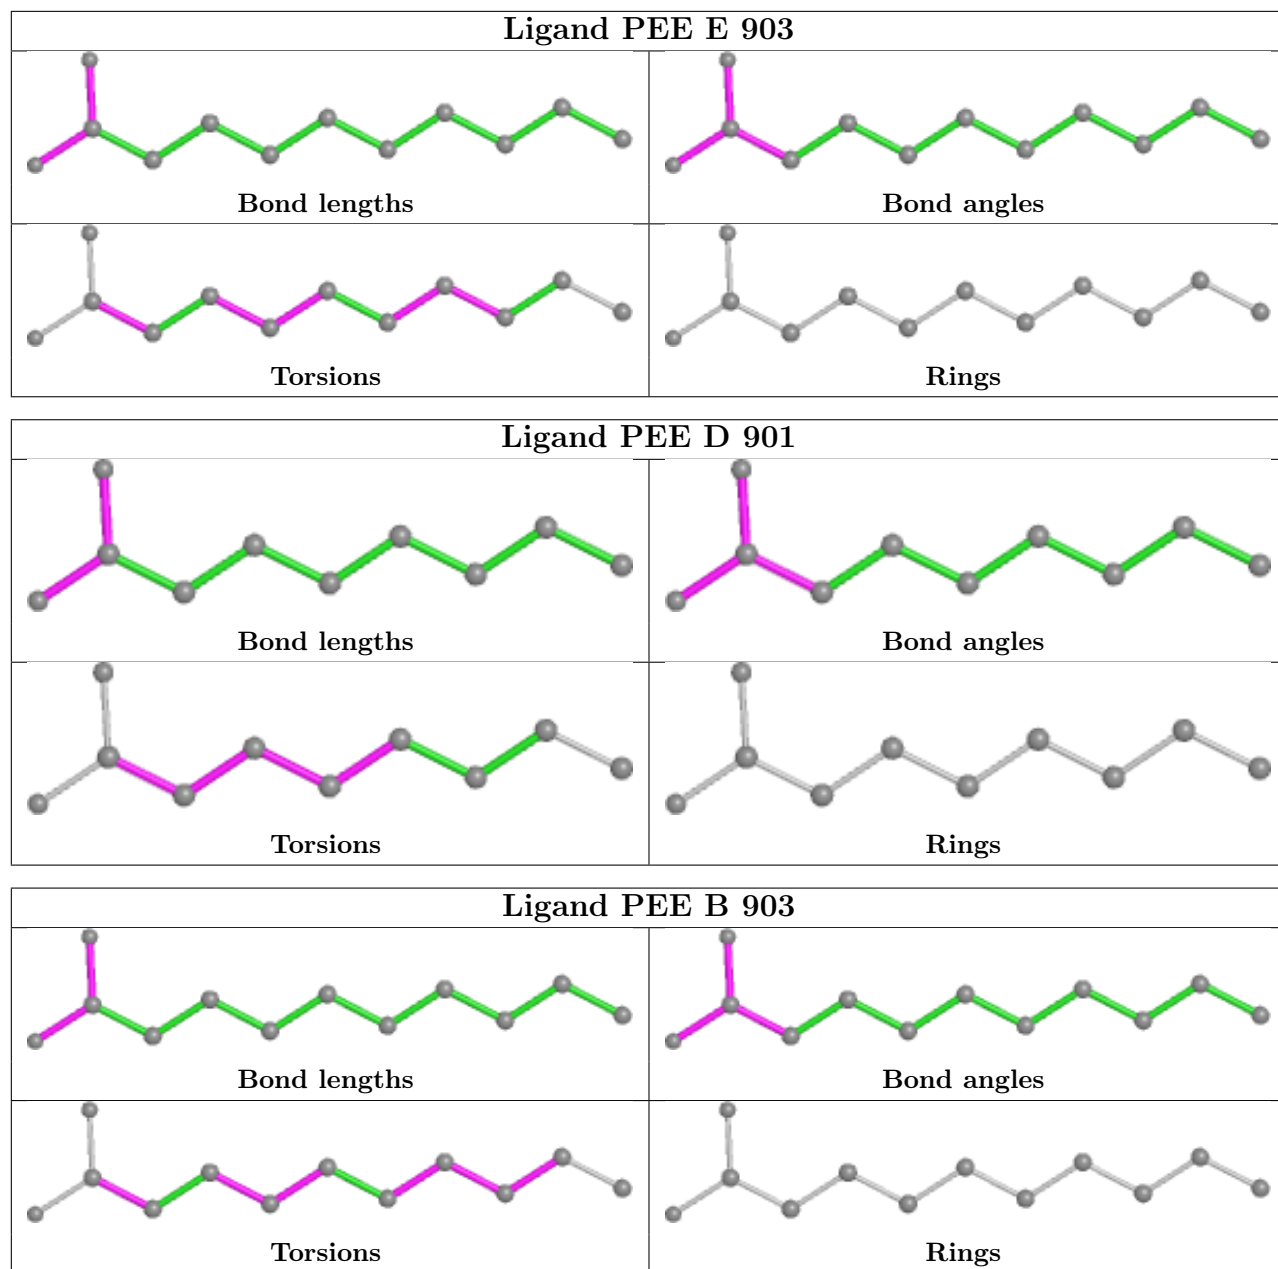 Ligand PEE E 903
Bond lengths
Bond angles
Torsions
Rings
Ligand PEE D 901
Bond lengths
Bond angles
Torsions
Rings
Ligand PEE B 903
Bond lengths
Bond angles
Torsions
Rings